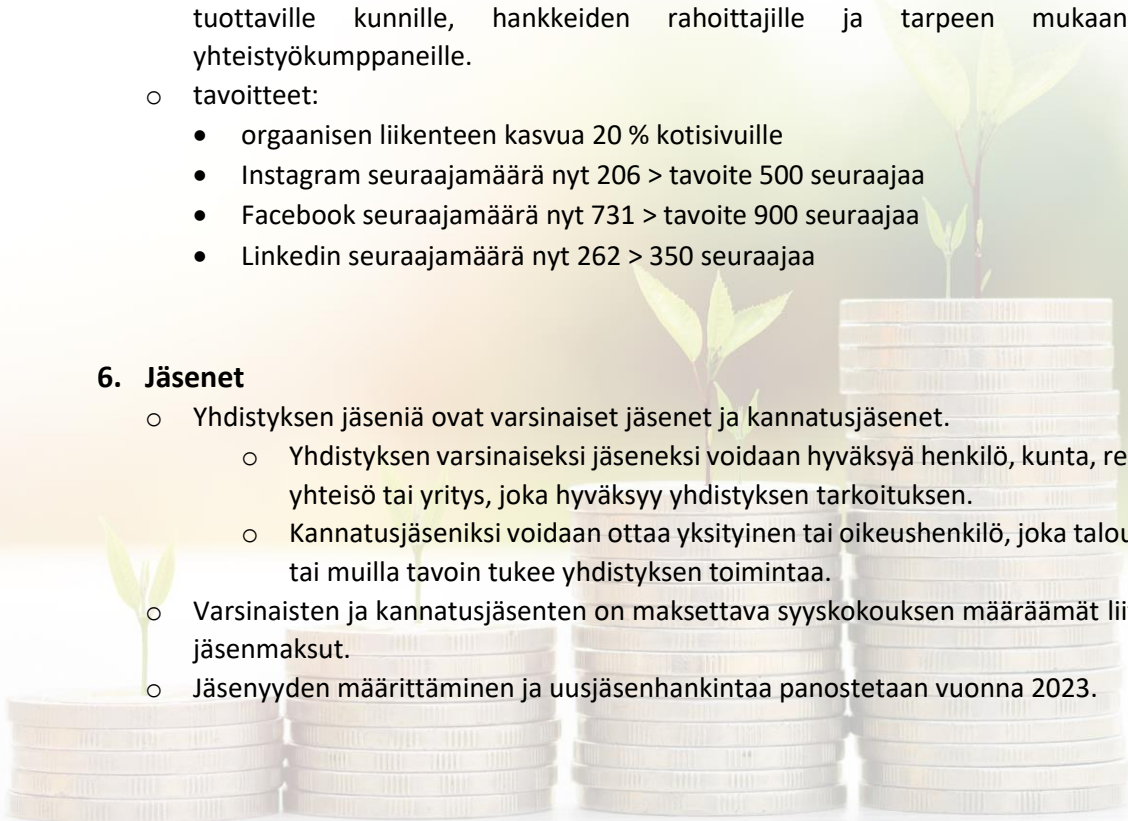 tuottaville kunnille, hankkeiden rahoittajille ja tarpeen mukaan
yhteistyökumppaneille.
o tavoitteet:
• orgaanisen liikenteen kasvua 20 % kotisivuille
• Instagram seuraajamäärä nyt 206 > tavoite 500 seuraajaa
• Facebook seuraajamäärä nyt 731 > tavoite 900 seuraajaa
• Linkedin seuraajamäärä nyt 262 > 350 seuraajaa
6. Jäsenet
o Yhdistyksen jäseniä ovat varsinaiset jäsenet ja kannatusjäsenet.
o Yhdistyksen varsinaiseksi jäseneksi voidaan hyväksyä henkilö, kunta, re
yhteisö tai yritys, joka hyväksyy yhdistyksen tarkoituksen.
o Kannatusjäseniksi voidaan ottaa yksityinen tai oikeushenkilö, joka talou
tai muilla tavoin tukee yhdistyksen toimintaa.
o Varsinaisten ja kannatusjäsenten on maksettava syyskokouksen määräämät lii
jäsenmaksut.
o Jäsenyyden määrittäminen ja uusjäsenhankintaa panostetaan vuonna 2023.